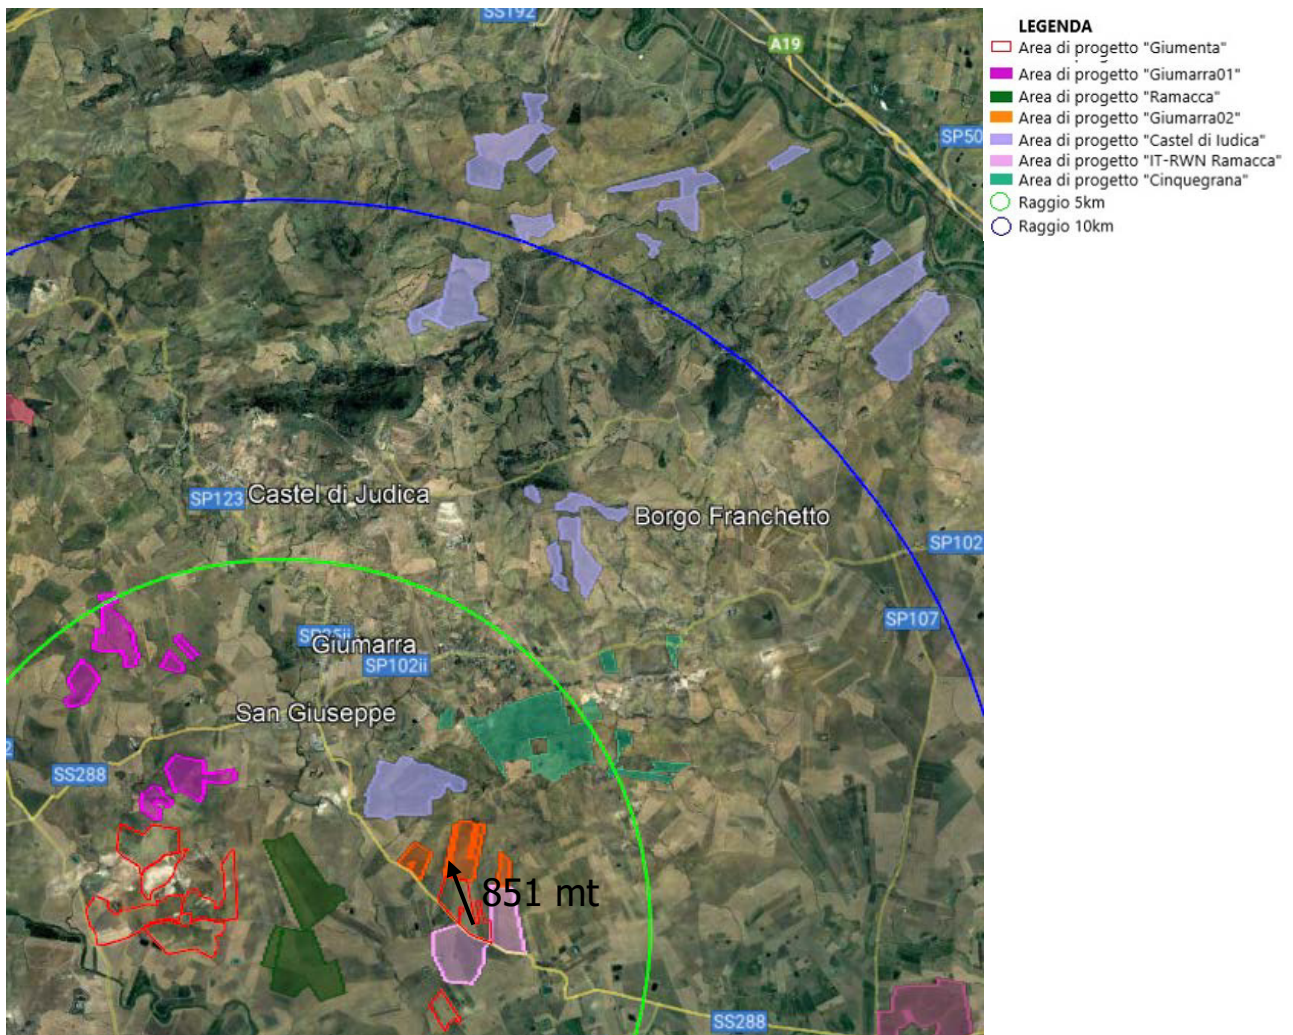 SS192
A19
SP50
SP123
Castel di Judica
Borgo Franchetto
SP102
SP107
Giumarra
SP102ii
San Giuseppe
2
SS288
851 mt
SS288
LEGENDA
Area di progetto "Giumenta"
Area di progetto "Giumarra01"
Area di progetto "Ramacca"
Area di progetto "Giumarra02"
Area di progetto "Castel di Iudica"
Area di progetto "IT-RWN Ramacca"
Area di progetto "Cinquegrana"
Raggio 5km
Raggio 10km